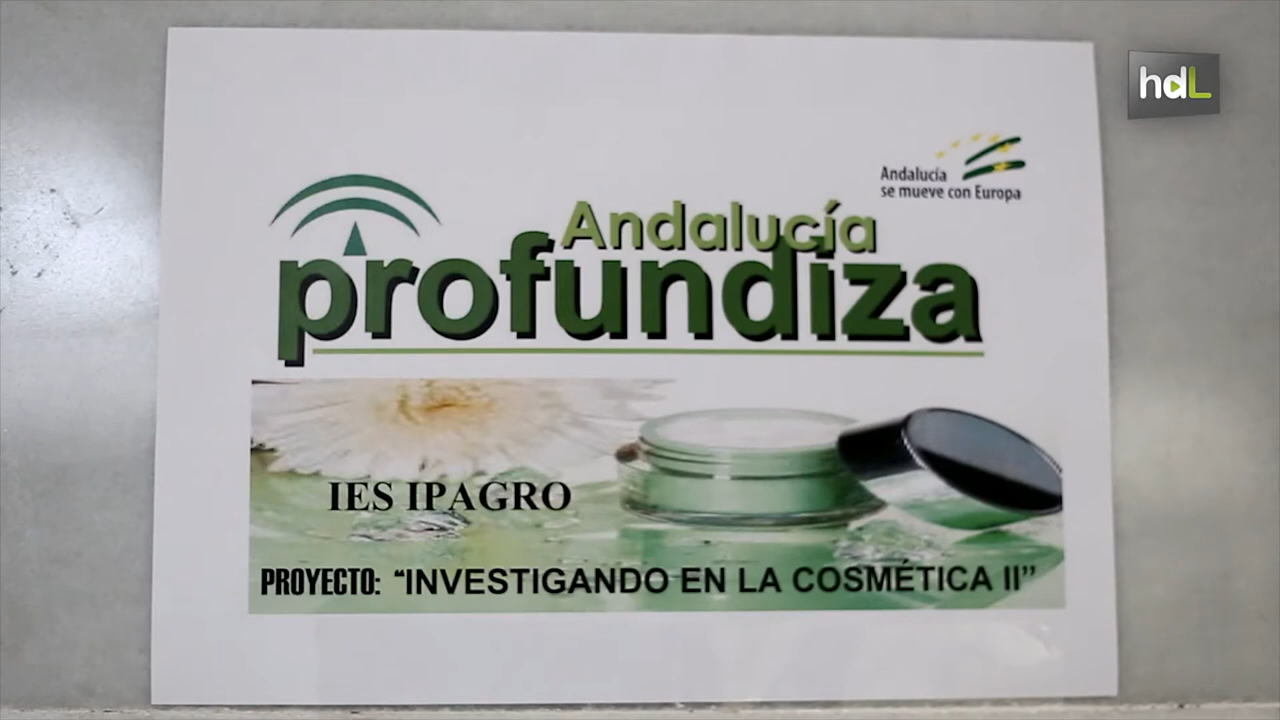 hdL
Andalucía
se mueve con Europa
Andalucía
profundiza
IES IPAGRO
PROYECTO: “INVESTIGANDO EN LA COSMÉTICA II”